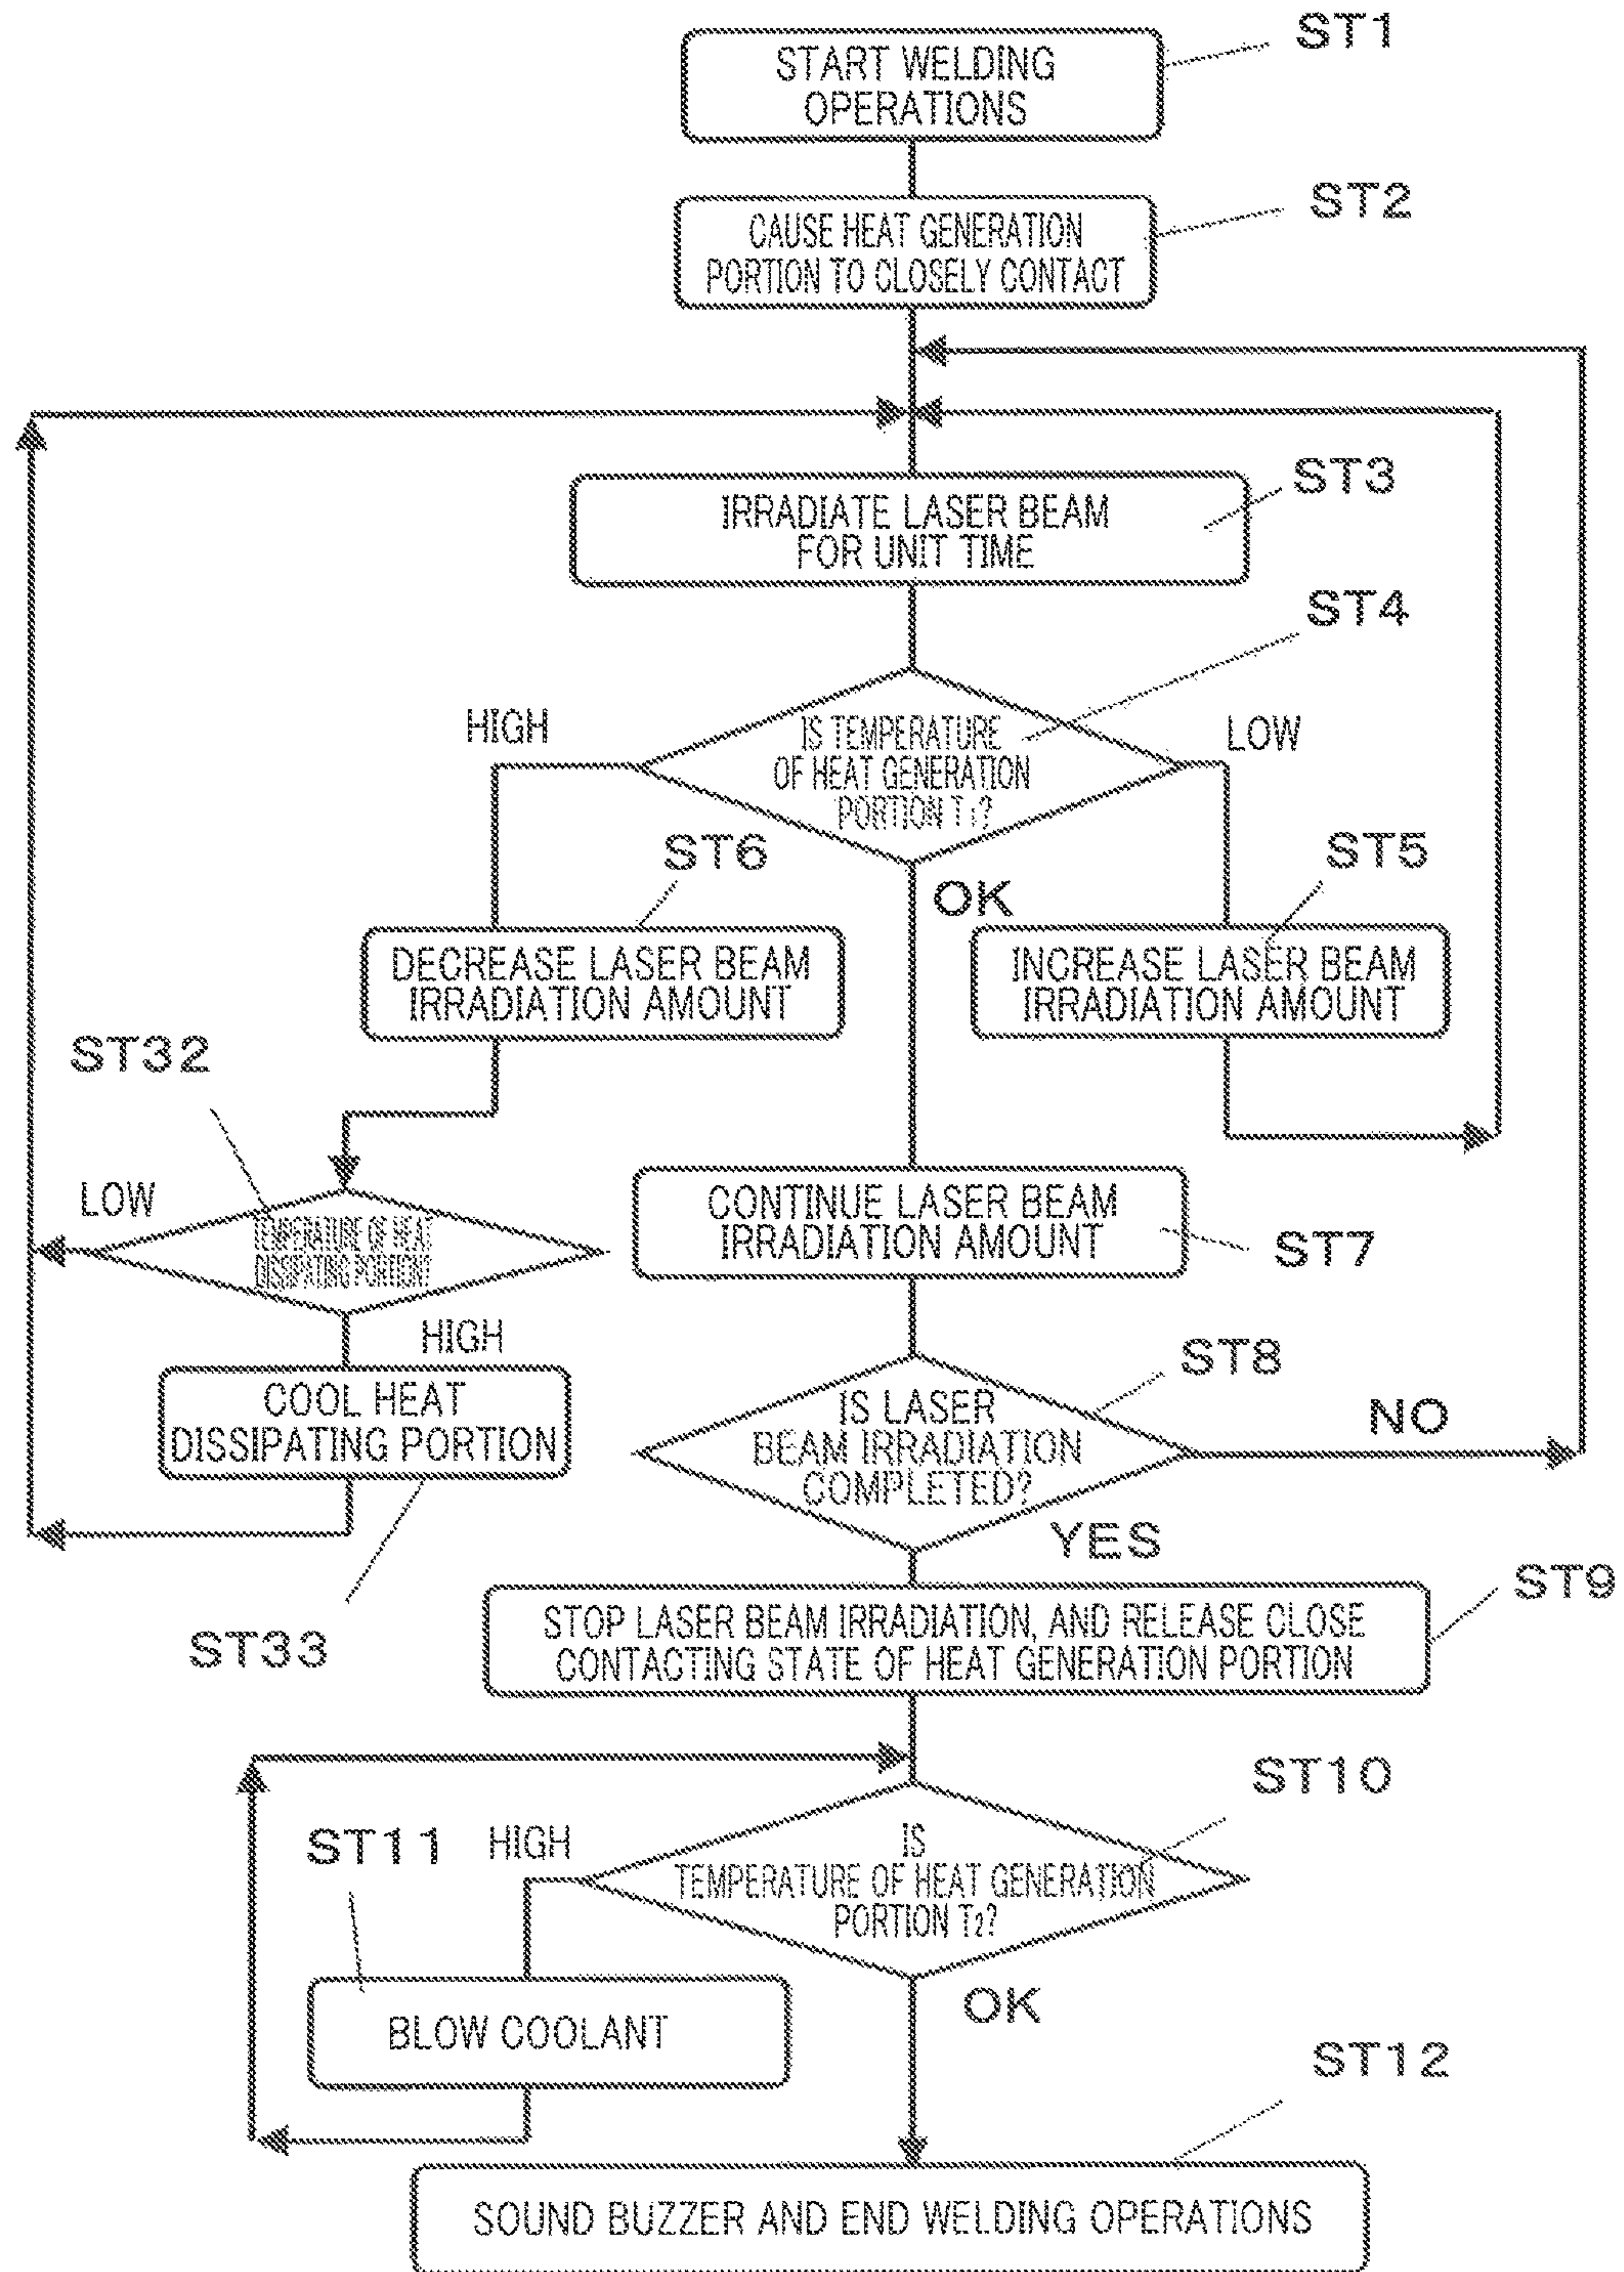 ST1
START WELDING
OPERATIONS
ST2
CAUSE HEAT GENERATION
PORTION TO CLOSELY CONTACT
ST3
IRRADIATE LASER BEAM
FOR UNIT TIME
ST4
HIGH
IS TEMPERATURE
OF HEAT GENERATION
PORTION T1?
LOW
ST6
OK
ST5
DECREASE LASER BEAM
IRRADIATION AMOUNT
INCREASE LASER BEAM
IRRADIATION AMOUNT
ST32
LOW
TEMPERATURE OF HEAT
DISSIPATING PORTION?
HIGH
CONTINUE LASER BEAM
IRRADIATION AMOUNT
ST7
COOL HEAT
DISSIPATING PORTION
ST33
ST8
IS LASER
BEAM IRRADIATION
COMPLETED?
NO
YES
ST9
STOP LASER BEAM IRRADIATION, AND RELEASE CLOSE
CONTACTING STATE OF HEAT GENERATION PORTION
ST10
ST11
HIGH
IS
TEMPERATURE OF HEAT GENERATION
PORTION T2?
OK
BLOW COOLANT
ST12
SOUND BUZZER AND END WELDING OPERATIONS